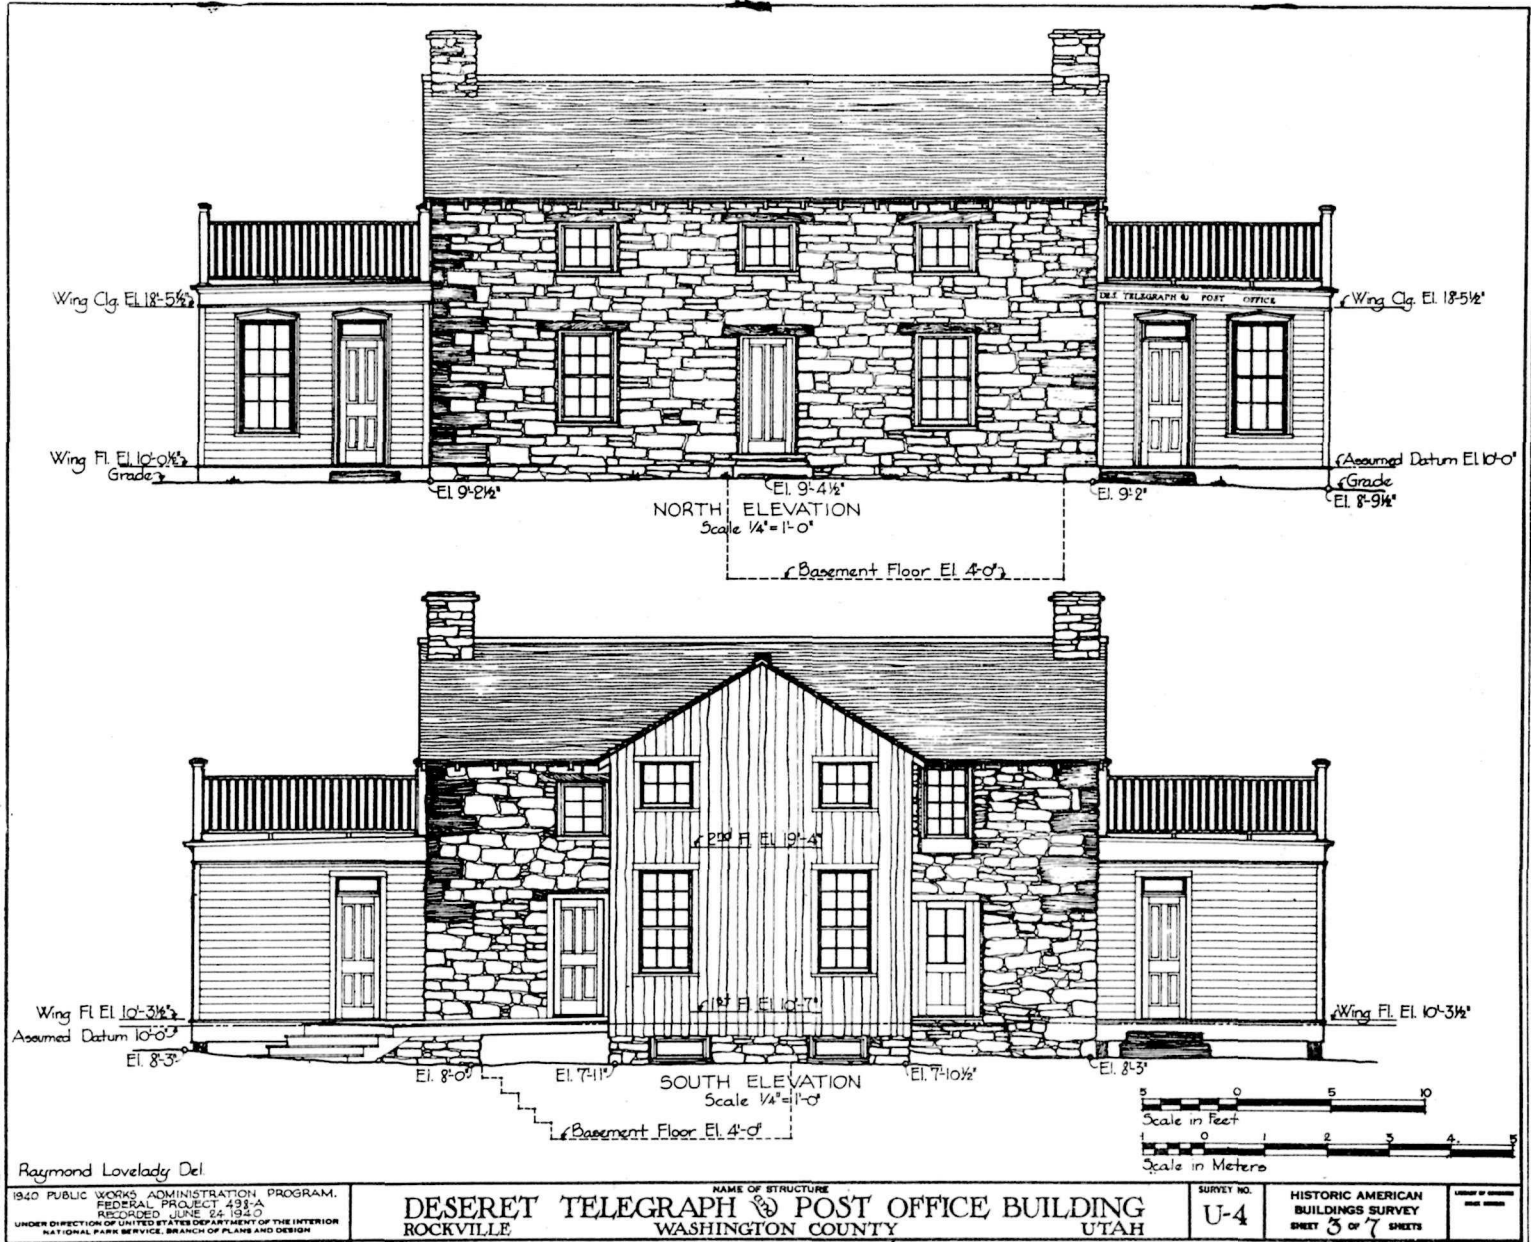 DES. TELEGRAPH & POST OFFICE
Wing Clg. El. 18'-5½"
Wing Clg. El. 18'-5½"
Wing Fl. El. 10'-0½"
Grade
Assumed Datum El. 10'-0"
Grade
El. 9'-2½"
El. 9'-4½"
El. 9'-2"
El. 8'-9½"
NORTH ELEVATION
Scale ¼" = 1'-0"
Basement Floor El. 4'-0"
2nd Fl. El. 19'-4"
1st Fl. El. 10'-7"
Wing Fl. El. 10'-3½"
Assumed Datum 10'-0"
El. 8'-3"
Wing Fl. El. 10'-3½"
El. 8'-0"
El. 7'-11"
El. 7'-10½"
El. 8'-3"
SOUTH ELEVATION
Scale ¼" = 1'-0"
Basement Floor El. 4'-0"
5 0 5 10
Scale in Feet
1 0 1 2 3 4 5
Scale in Meters
Raymond Lovelady Del.
1940 PUBLIC WORKS ADMINISTRATION PROGRAM.
FEDERAL PROJECT 498-A
RECORDED JUNE 24 1940
UNDER DIRECTION OF UNITED STATES DEPARTMENT OF THE INTERIOR
NATIONAL PARK SERVICE, BRANCH OF PLANS AND DESIGN
NAME OF STRUCTURE
DESERET TELEGRAPH AND POST OFFICE BUILDING
ROCKVILLE WASHINGTON COUNTY UTAH
SURVEY NO.
U-4
HISTORIC AMERICAN
BUILDINGS SURVEY
SHEET 3 OF 7 SHEETS